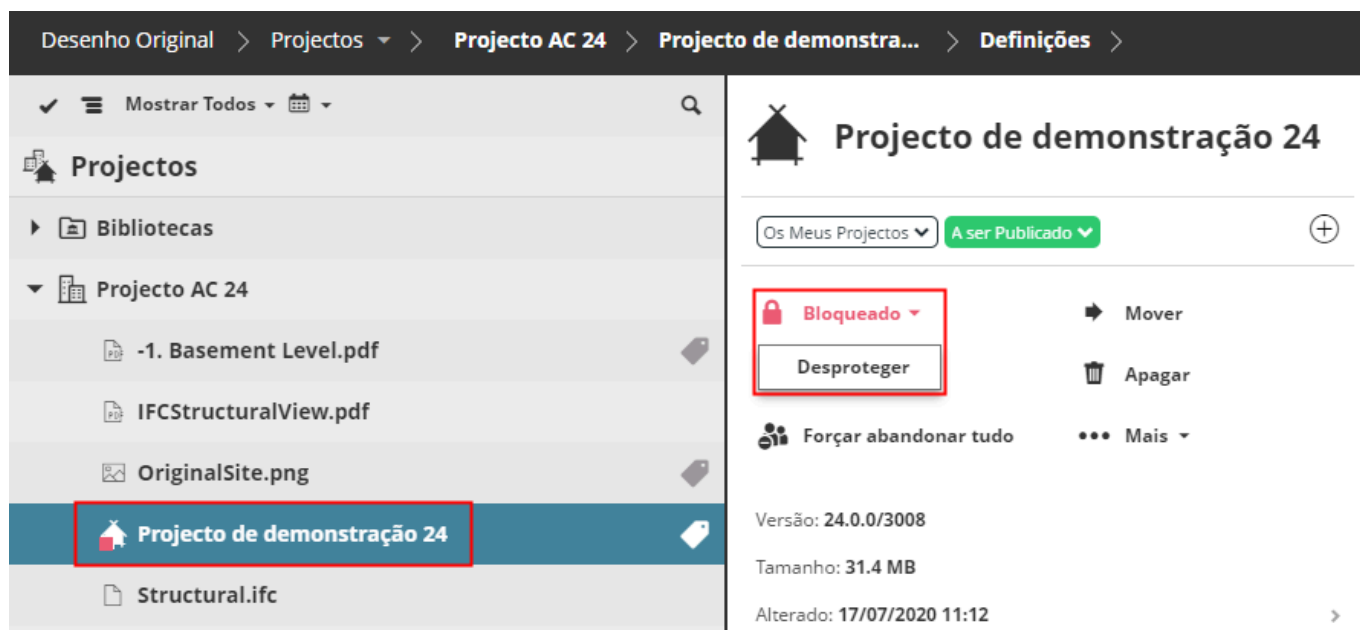 Desenho Original > Projectos > Projecto AC 24 > Projecto de demonstra... > Definições >
Mostrar Todos
Projectos
Bibliotecas
Projecto AC 24
-1. Basement Level.pdf
IFCStructuralView.pdf
OriginalSite.png
Projecto de demonstração 24
Structural.ifc
Projecto de demonstração 24
Os Meus Projectos
A ser Publicado
Bloqueado
Mover
Desproteger
Apagar
Forçar abandonar tudo
Mais
Versão: 24.0.0/3008
Tamanho: 31.4 MB
Alterado: 17/07/2020 11:12